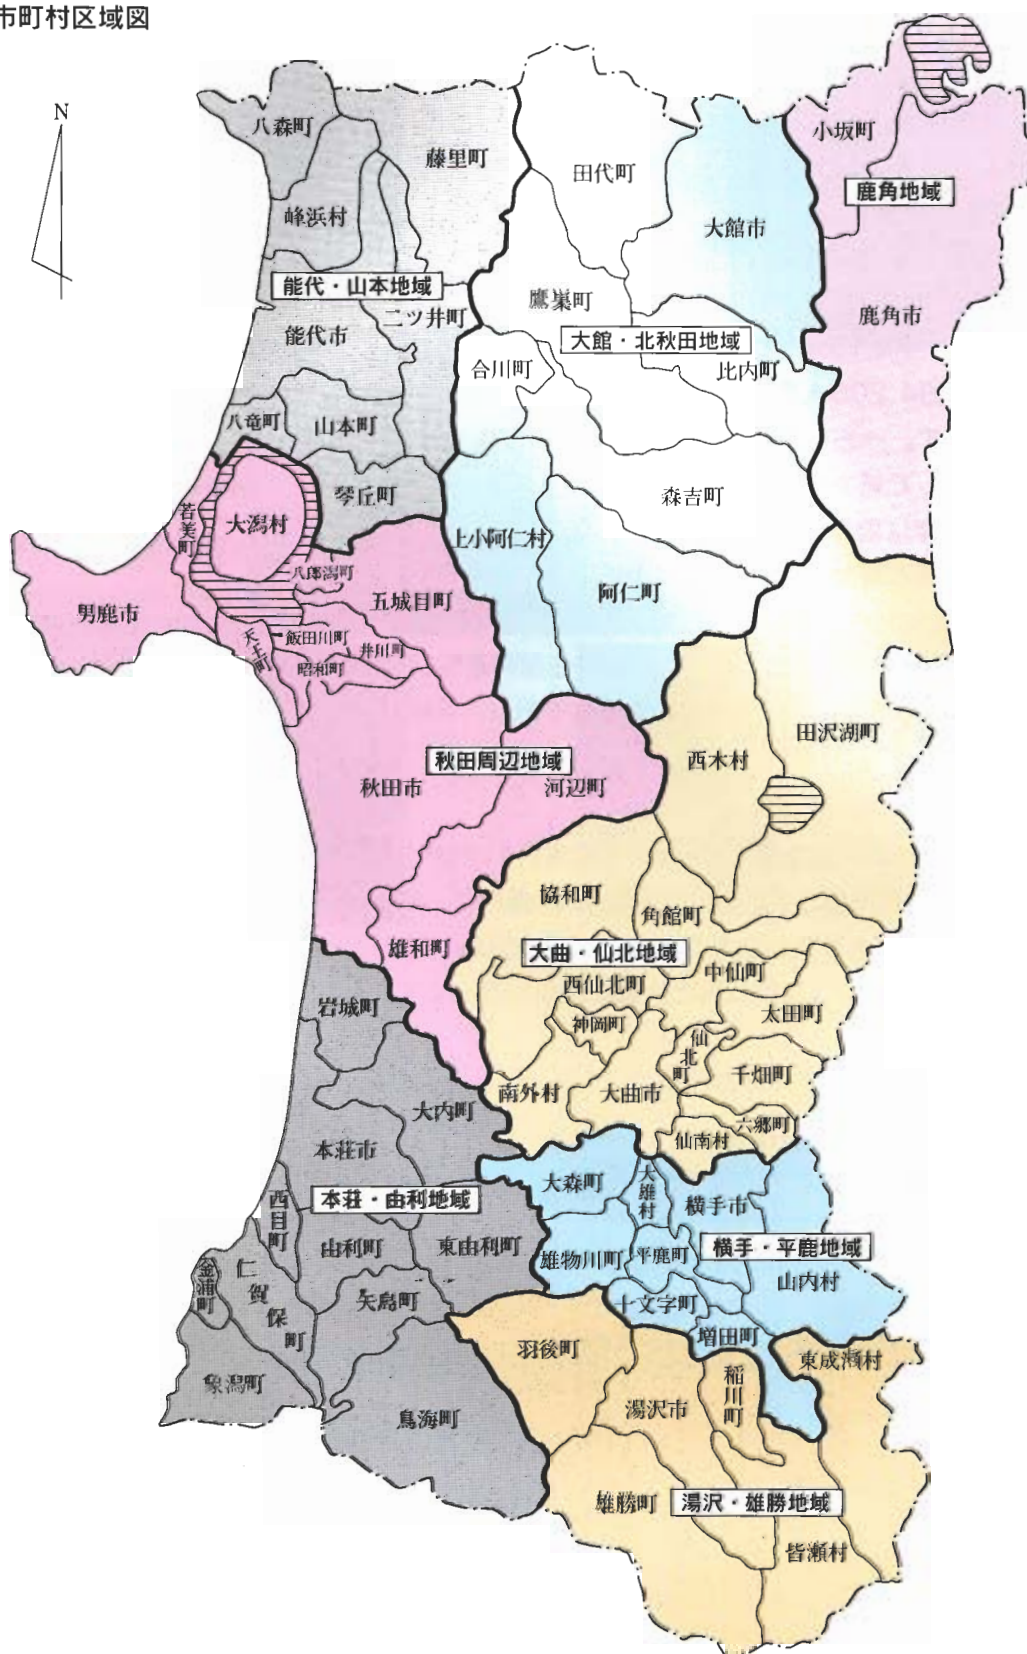 市町村区域図
N
八森町
藤里町
峰浜村
能代・山本地域
二ツ井町
能代市
八竜町
山本町
琴丘町
田代町
大館市
鷹巣町
大館・北秋田地域
合川町
比内町
森吉町
上小阿仁村
阿仁町
小坂町
鹿角地域
鹿角市
若美町
大潟村
八郎潟町
男鹿市
五城目町
天王町
飯田川町
井川町
昭和町
秋田周辺地域
秋田市
河辺町
雄和町
西木村
田沢湖町
協和町
角館町
大曲・仙北地域
中仙町
西仙北町
太田町
神岡町
仙北町
千畑町
南外村
大曲市
六郷町
仙南村
岩城町
大内町
本荘市
本荘・由利地域
西目町
由利町
東由利町
金浦町
仁賀保町
矢島町
象潟町
鳥海町
大森町
大雄村
横手市
横手・平鹿地域
雄物川町
平鹿町
山内村
十文字町
増田町
羽後町
東成瀬村
稲川町
湯沢市
雄勝町
湯沢・雄勝地域
皆瀬村